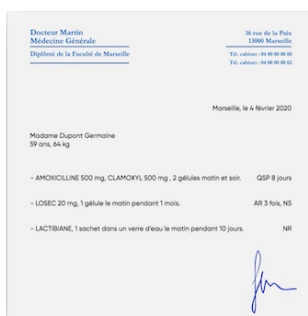 Docteur Martin
Médecine Générale
Diplômé de la Faculté de Marseille
16 rue de la Paix
13000 Marseille
Tél. cabinet : 04 00 00 00 00
Tél. cabinet : 04 00 00 00 02
Marseille, le 4 février 2020
Madame Dupont Germaine
59 ans, 64 kg
- AMOXICILLINE 500 mg, CLAMOXYL 500 mg , 2 gélules matin et soir. QSP 8 jours
- LOSEC 20 mg, 1 gélule le matin pendant 1 mois. AR 3 fois, NS
- LACTIBIANE, 1 sachet dans un verre d'eau le matin pendant 10 jours. NR